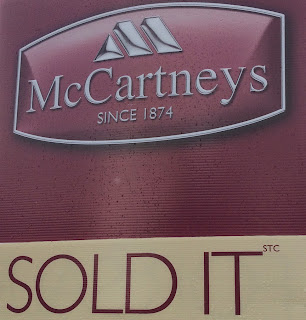 McCartneys
SINCE 1874
SOLD IT STC